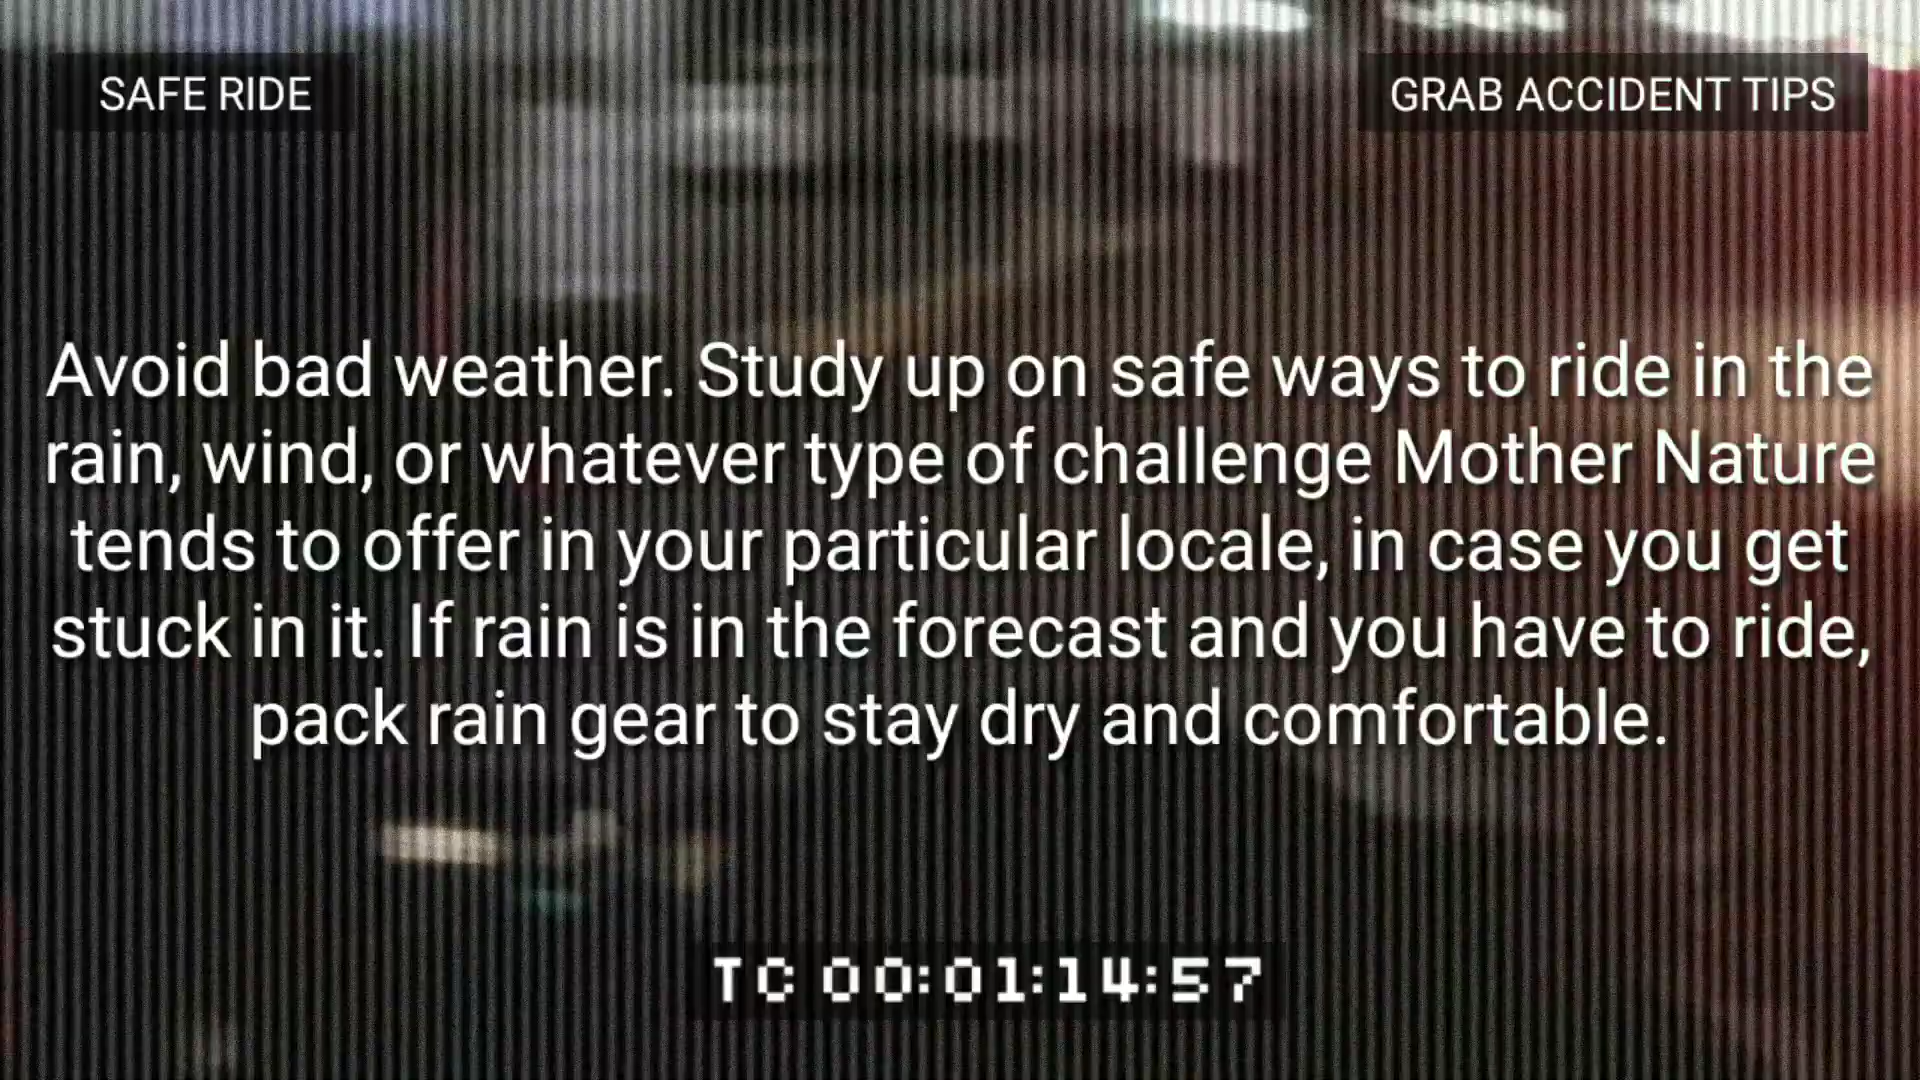 SAFE RIDE
GRAB ACCIDENT TIPS
Avoid bad weather. Study up on safe ways to ride in the
rain, wind, or whatever type of challenge Mother Nature
tends to offer in your particular locale, in case you get
stuck in it. If rain is in the forecast and you have to ride,
pack rain gear to stay dry and comfortable.
TC 00:01:14:57